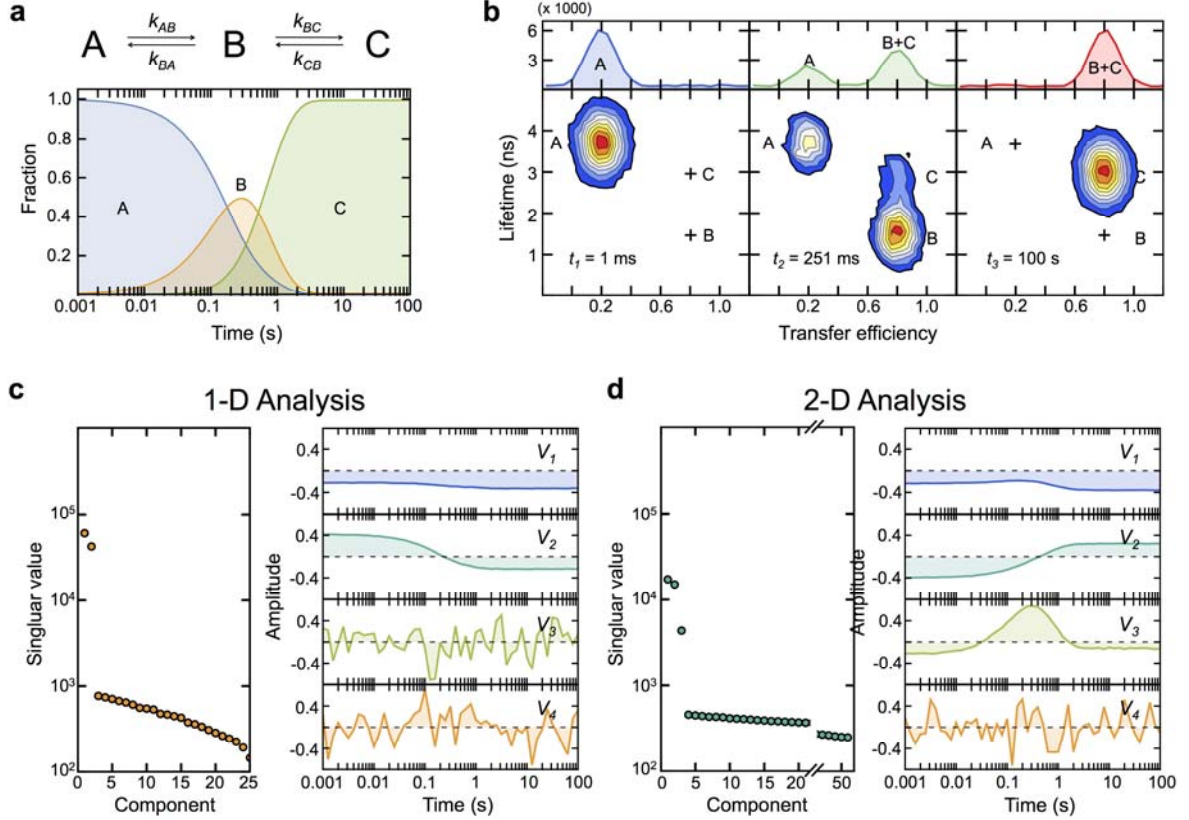 a
k_AB k_BC
A B C
k_BA k_CB
Fraction
1.0
0.8
0.6
0.4
0.2
A
B
C
0.001 0.01 0.1 1 10 100
Time (s)
b
(x 1000)
6
3
A
A
B+C
B+C
Lifetime (ns)
4
3
2
1
A
C
B
t1 = 1 ms
A
C
B
t2 = 251 ms
A
C
B
t3 = 100 s
0.2 0.6 1.0 0.2 0.6 1.0 0.2 0.6 1.0
Transfer efficiency
c
1-D Analysis
Singluar value
10^5
10^4
10^3
10^2
0 5 10 15 20 25
Component
Amplitude
0.4
-0.4
V1
0.4
-0.4
V2
0.4
-0.4
V3
0.4
-0.4
V4
0.001 0.01 0.1 1 10 100
Time (s)
d
2-D Analysis
Singluar value
10^5
10^4
10^3
10^2
0 5 10 15 20 50
Component
Amplitude
0.4
-0.4
V1
0.4
-0.4
V2
0.4
-0.4
V3
0.4
-0.4
V4
0.001 0.01 0.1 1 10 100
Time (s)